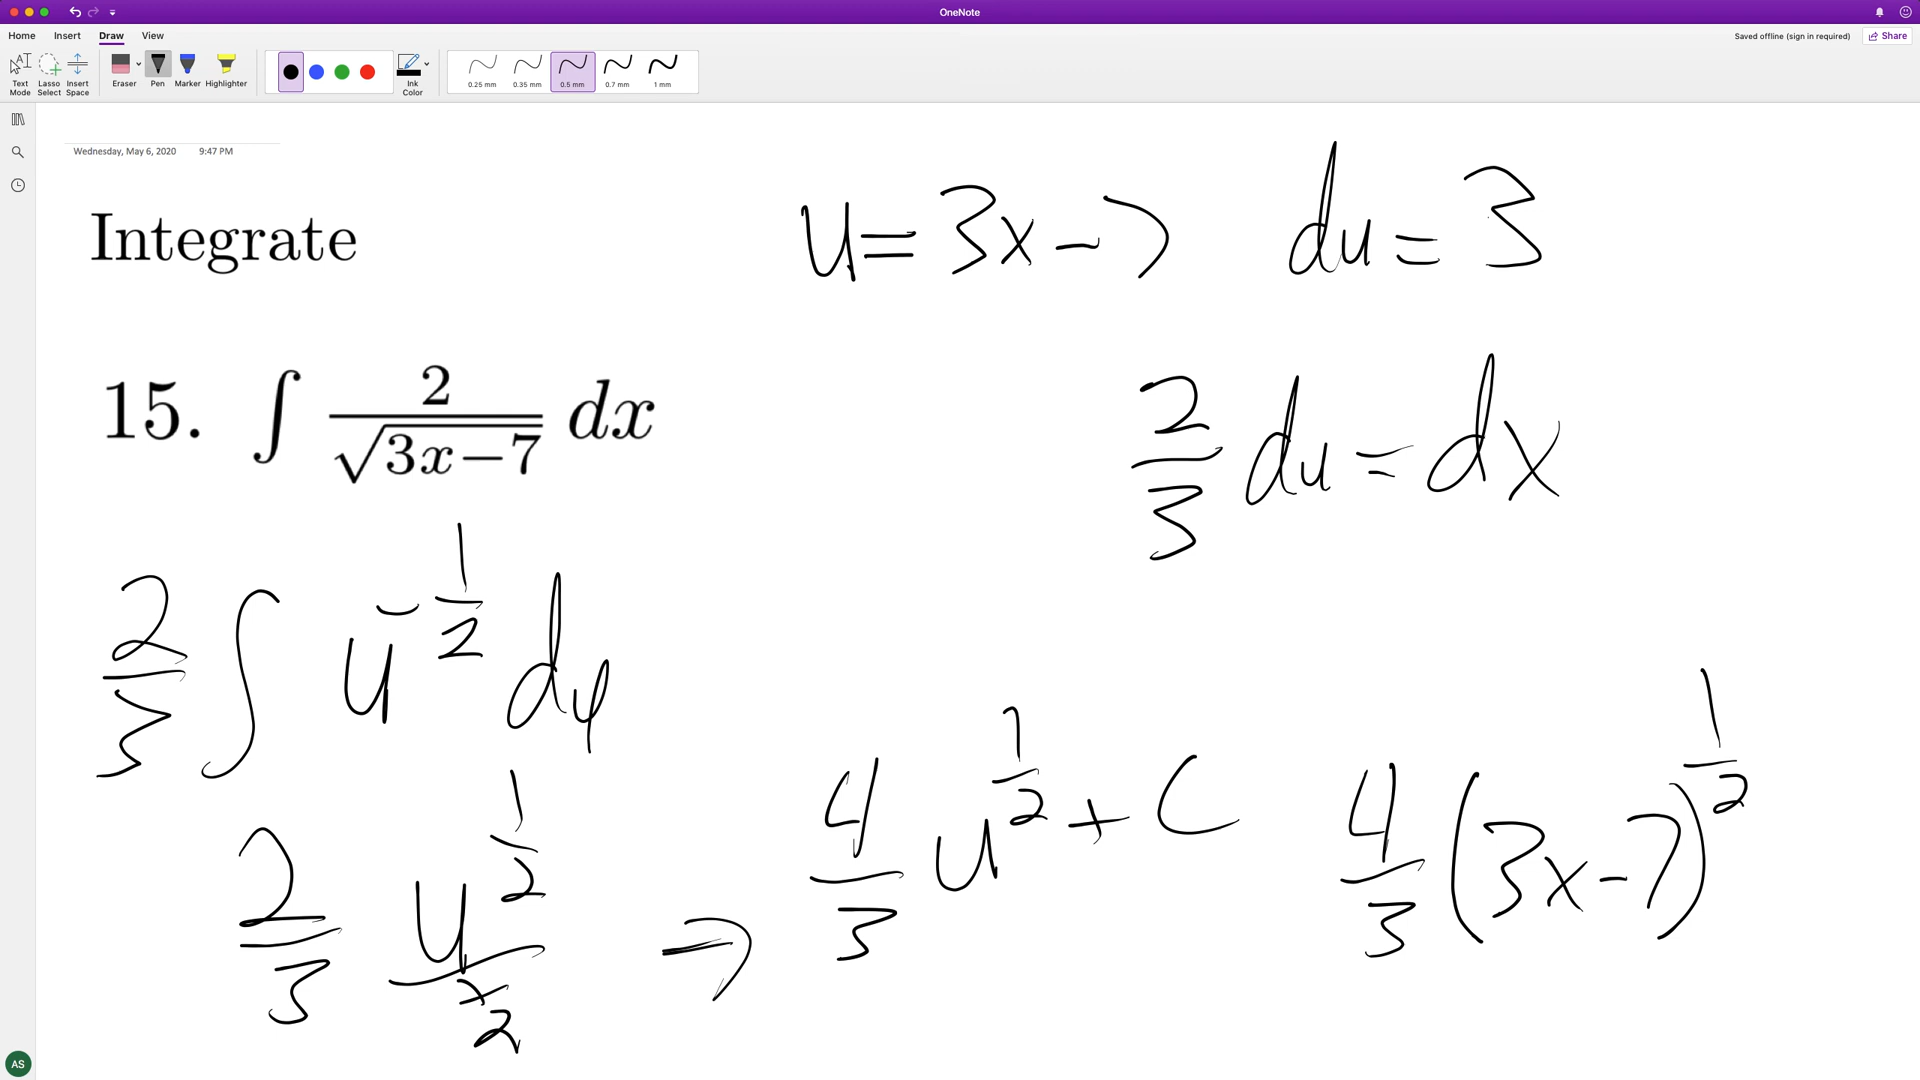 OneNote
Home Insert Draw View
Saved offline (sign in required) Share
Text Mode Lasso Select Insert Space Eraser Pen Marker Highlighter Ink Color 0.25 mm 0.35 mm 0.5 mm 0.7 mm 1 mm
Wednesday, May 6, 2020 9:47 PM
Integrate
u = 3x - 7 du = 3
15. ∫ 2/√(3x-7) dx
2/3 du = dx
2/3 ∫ u^(-1/2) du
2/3 u^(1/2)/(1/2) ⇒ 4/3 u^(1/2) + C 4/3 (3x-7)^(1/2)
AS